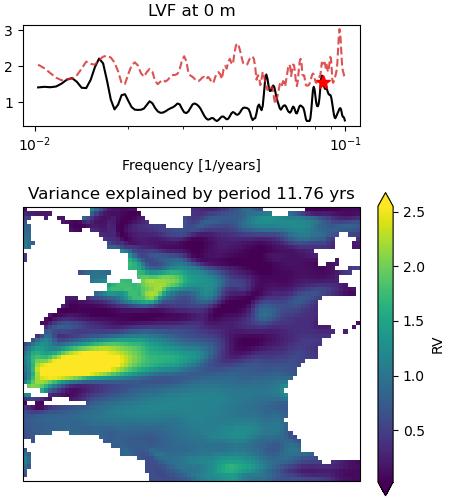 LVF at 0 m
3
2
1
10⁻²
10⁻¹
Frequency [1/years]
Variance explained by period 11.76 yrs
2.5
2.0
1.5
1.0
0.5
RV